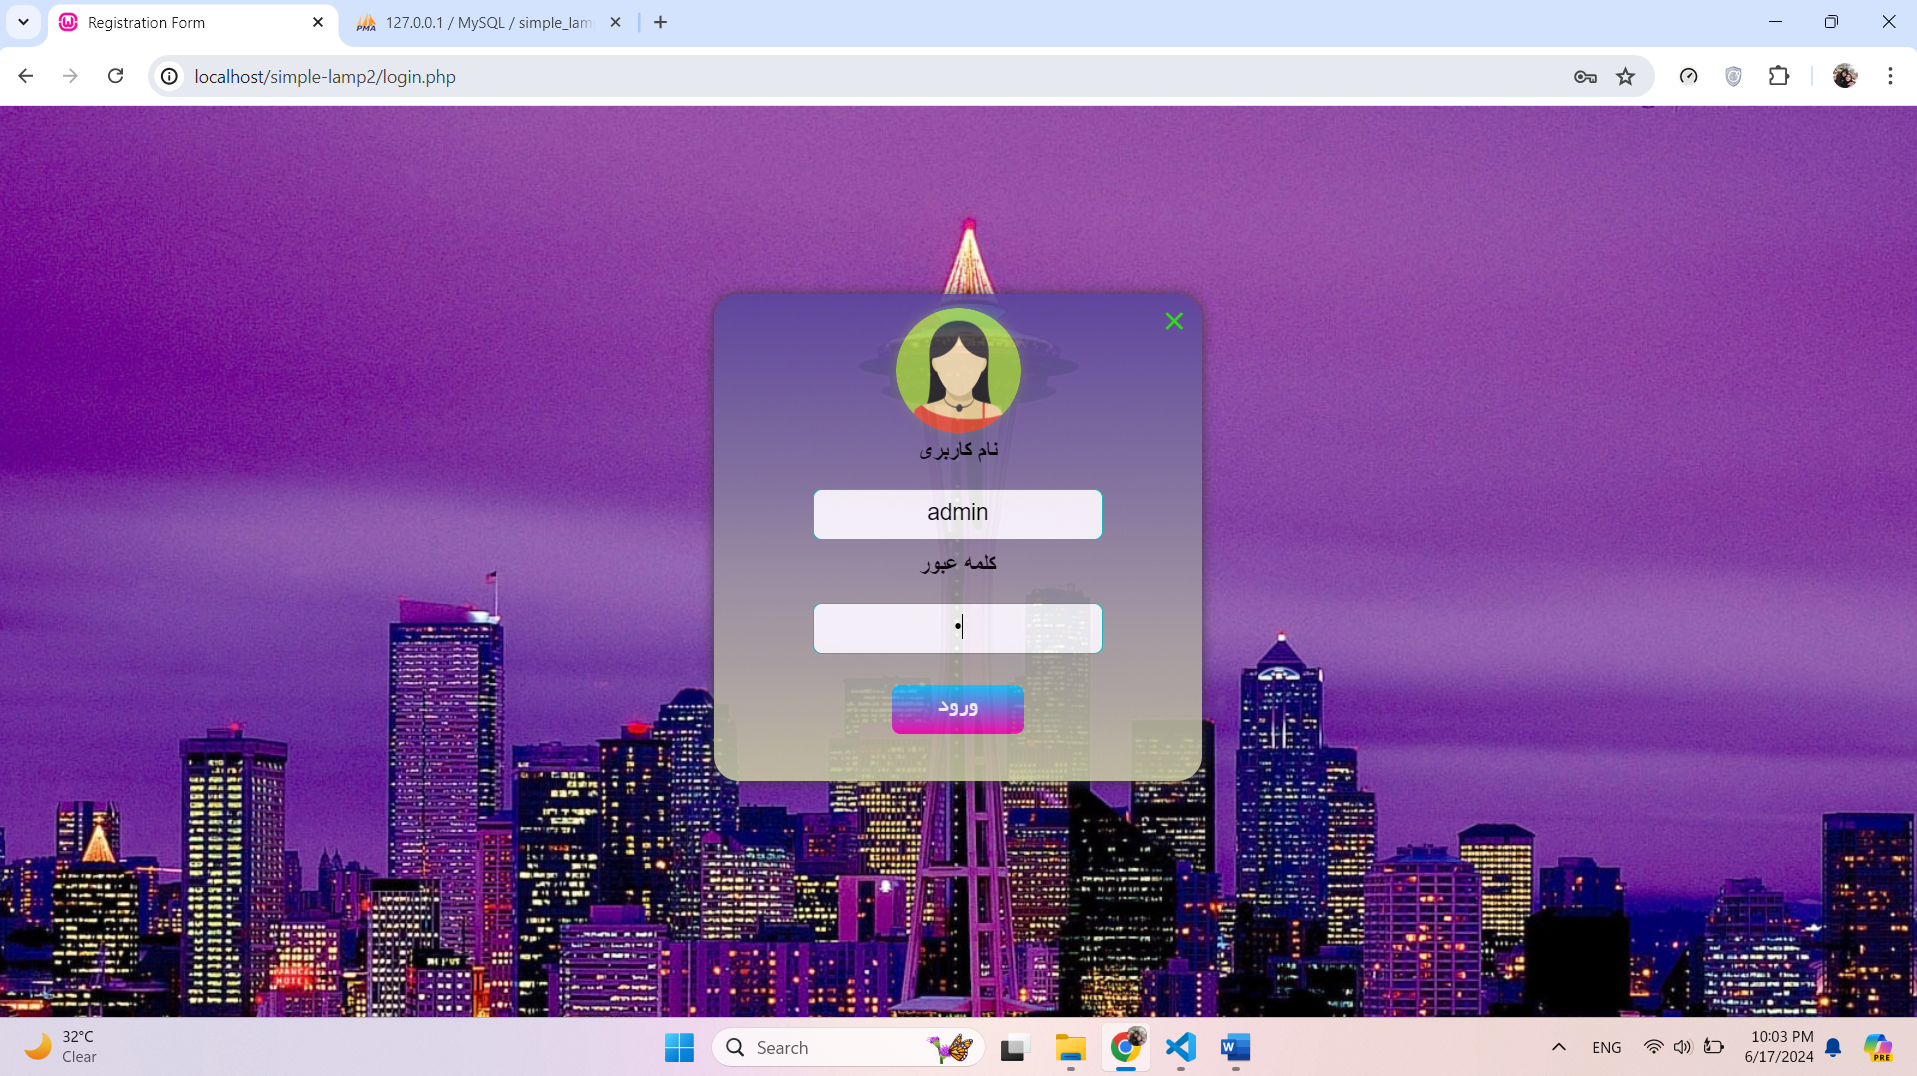 Registration Form
127.0.0.1 / MySQL / simple_lam
localhost/simple-lamp2/login.php
نام کاربری
admin
کلمه عبور
•
ورود
32°C
Clear
Search
ENG
10:03 PM
6/17/2024